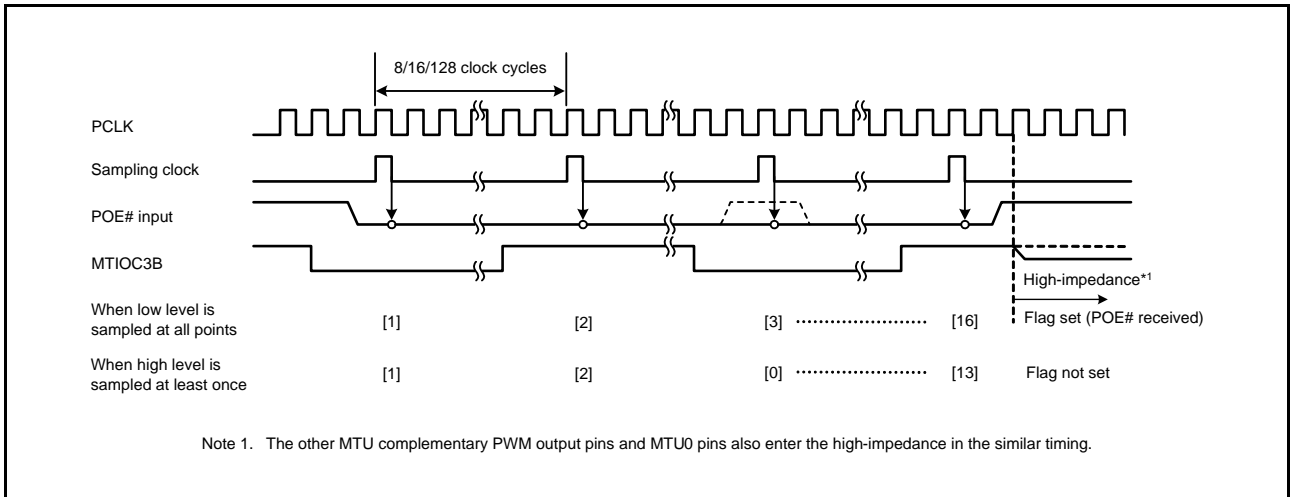 8/16/128 clock cycles
PCLK
Sampling clock
POE# input
MTIOC3B
High-impedance*1
When low level is
sampled at all points
[1] [2] [3] [16] Flag set (POE# received)
When high level is
sampled at least once
[1] [2] [0] [13] Flag not set
Note 1. The other MTU complementary PWM output pins and MTU0 pins also enter the high-impedance in the similar timing.